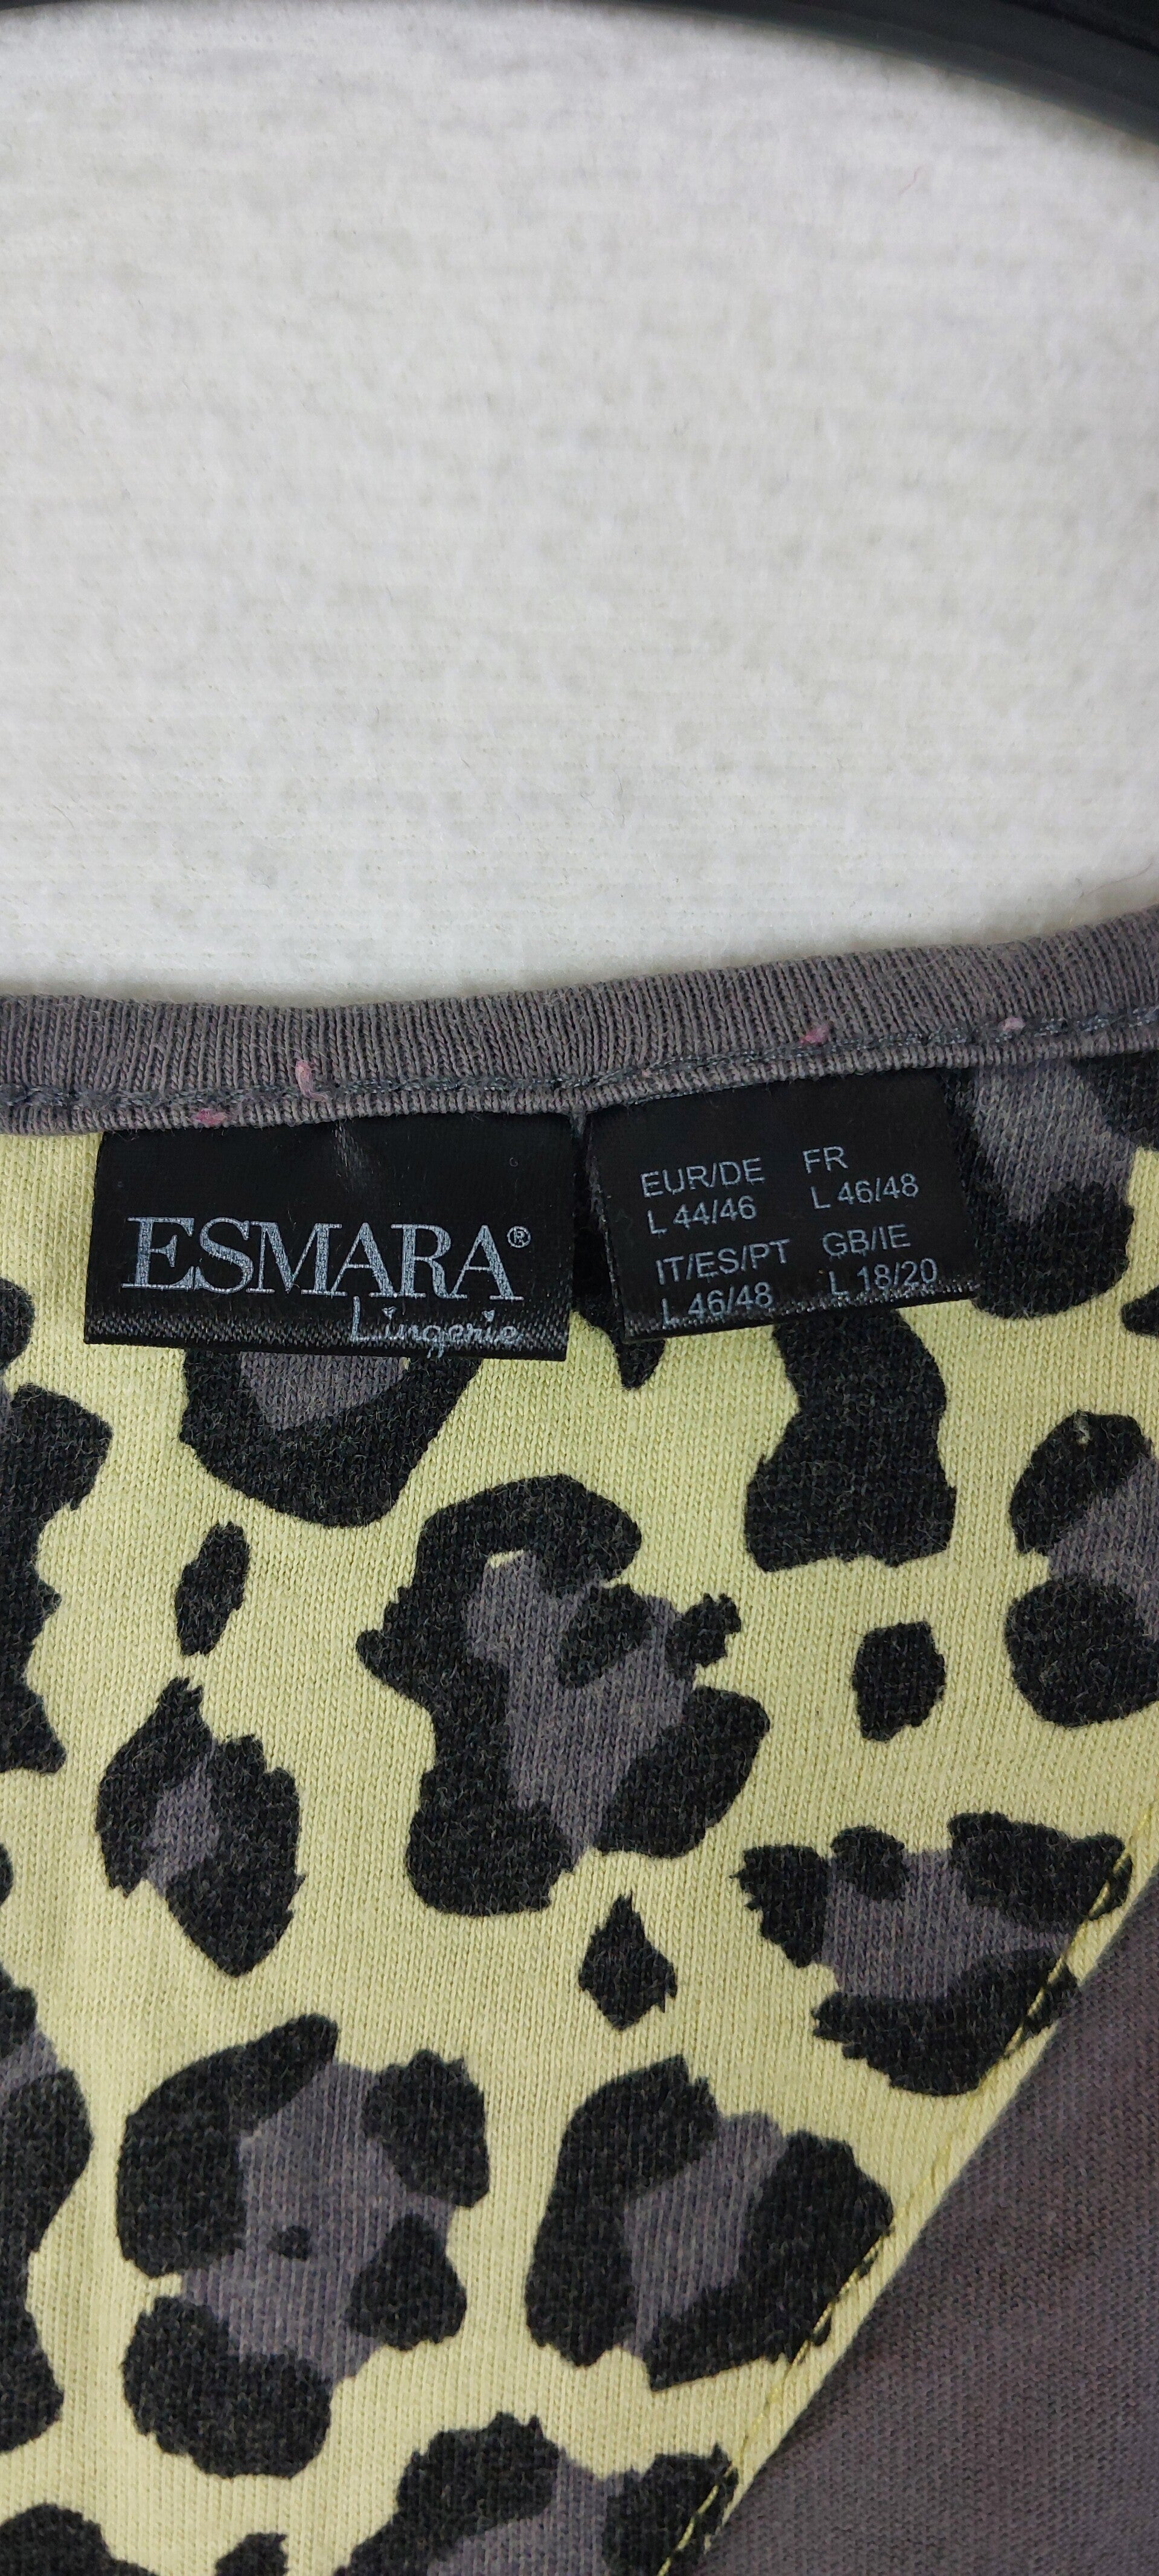 ESMARA®
Lingerie
EUR/DE FR
L 44/46 L 46/48
IT/ES/PT GB/IE
L 46/48 L 18/20